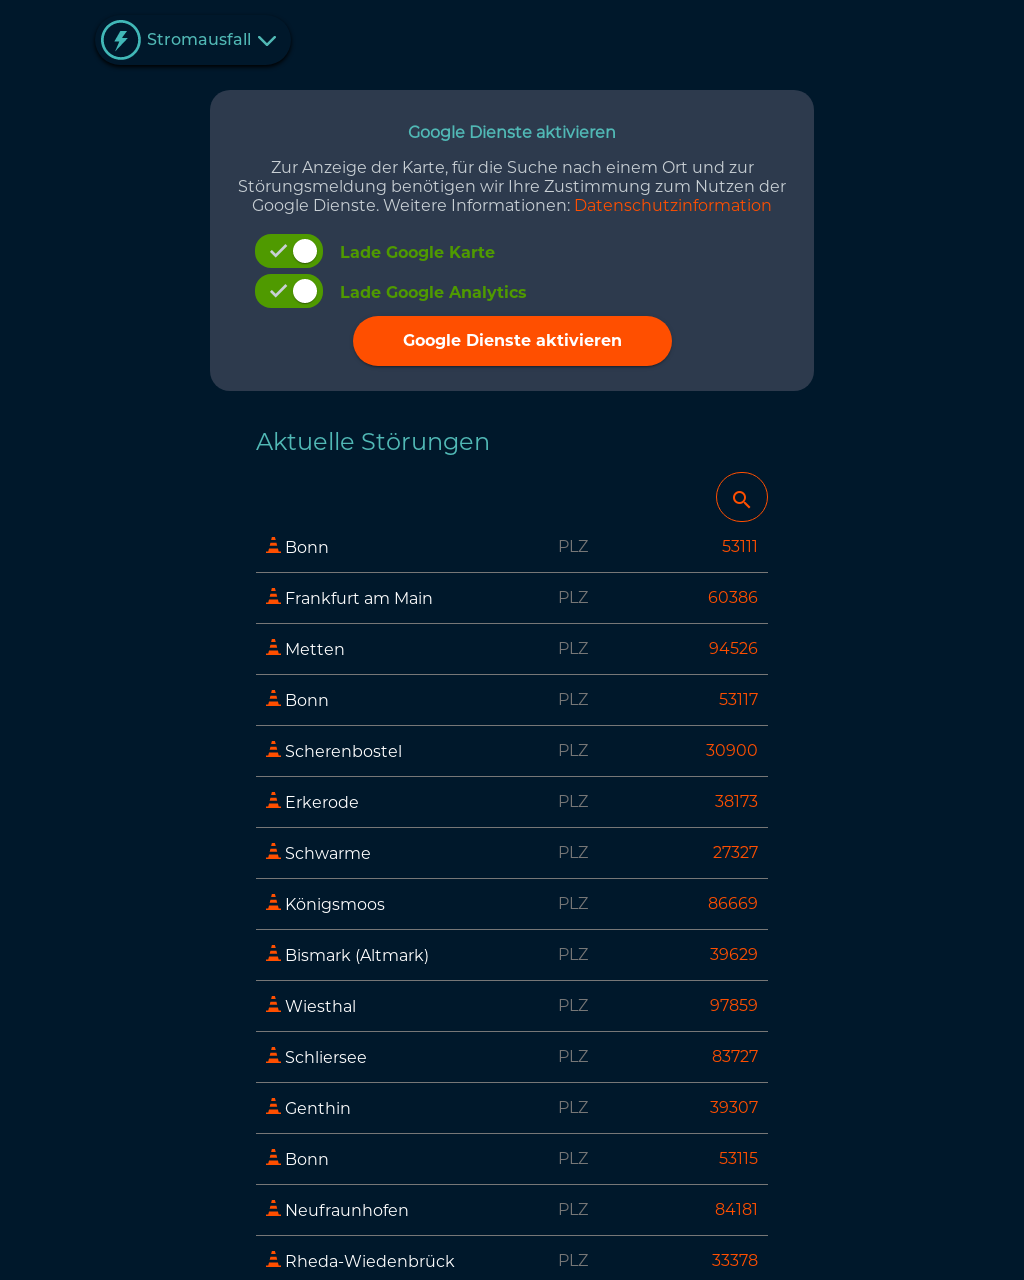 Stromausfall
Google Dienste aktivieren
Zur Anzeige der Karte, für die Suche nach einem Ort und zur
Störungsmeldung benötigen wir Ihre Zustimmung zum Nutzen der
Google Dienste. Weitere Informationen: Datenschutzinformation
Lade Google Karte
Lade Google Analytics
Google Dienste aktivieren
Aktuelle Störungen
Bonn PLZ 53111
Frankfurt am Main PLZ 60386
Metten PLZ 94526
Bonn PLZ 53117
Scherenbostel PLZ 30900
Erkerode PLZ 38173
Schwarme PLZ 27327
Königsmoos PLZ 86669
Bismark (Altmark) PLZ 39629
Wiesthal PLZ 97859
Schliersee PLZ 83727
Genthin PLZ 39307
Bonn PLZ 53115
Neufraunhofen PLZ 84181
Rheda-Wiedenbrück PLZ 33378